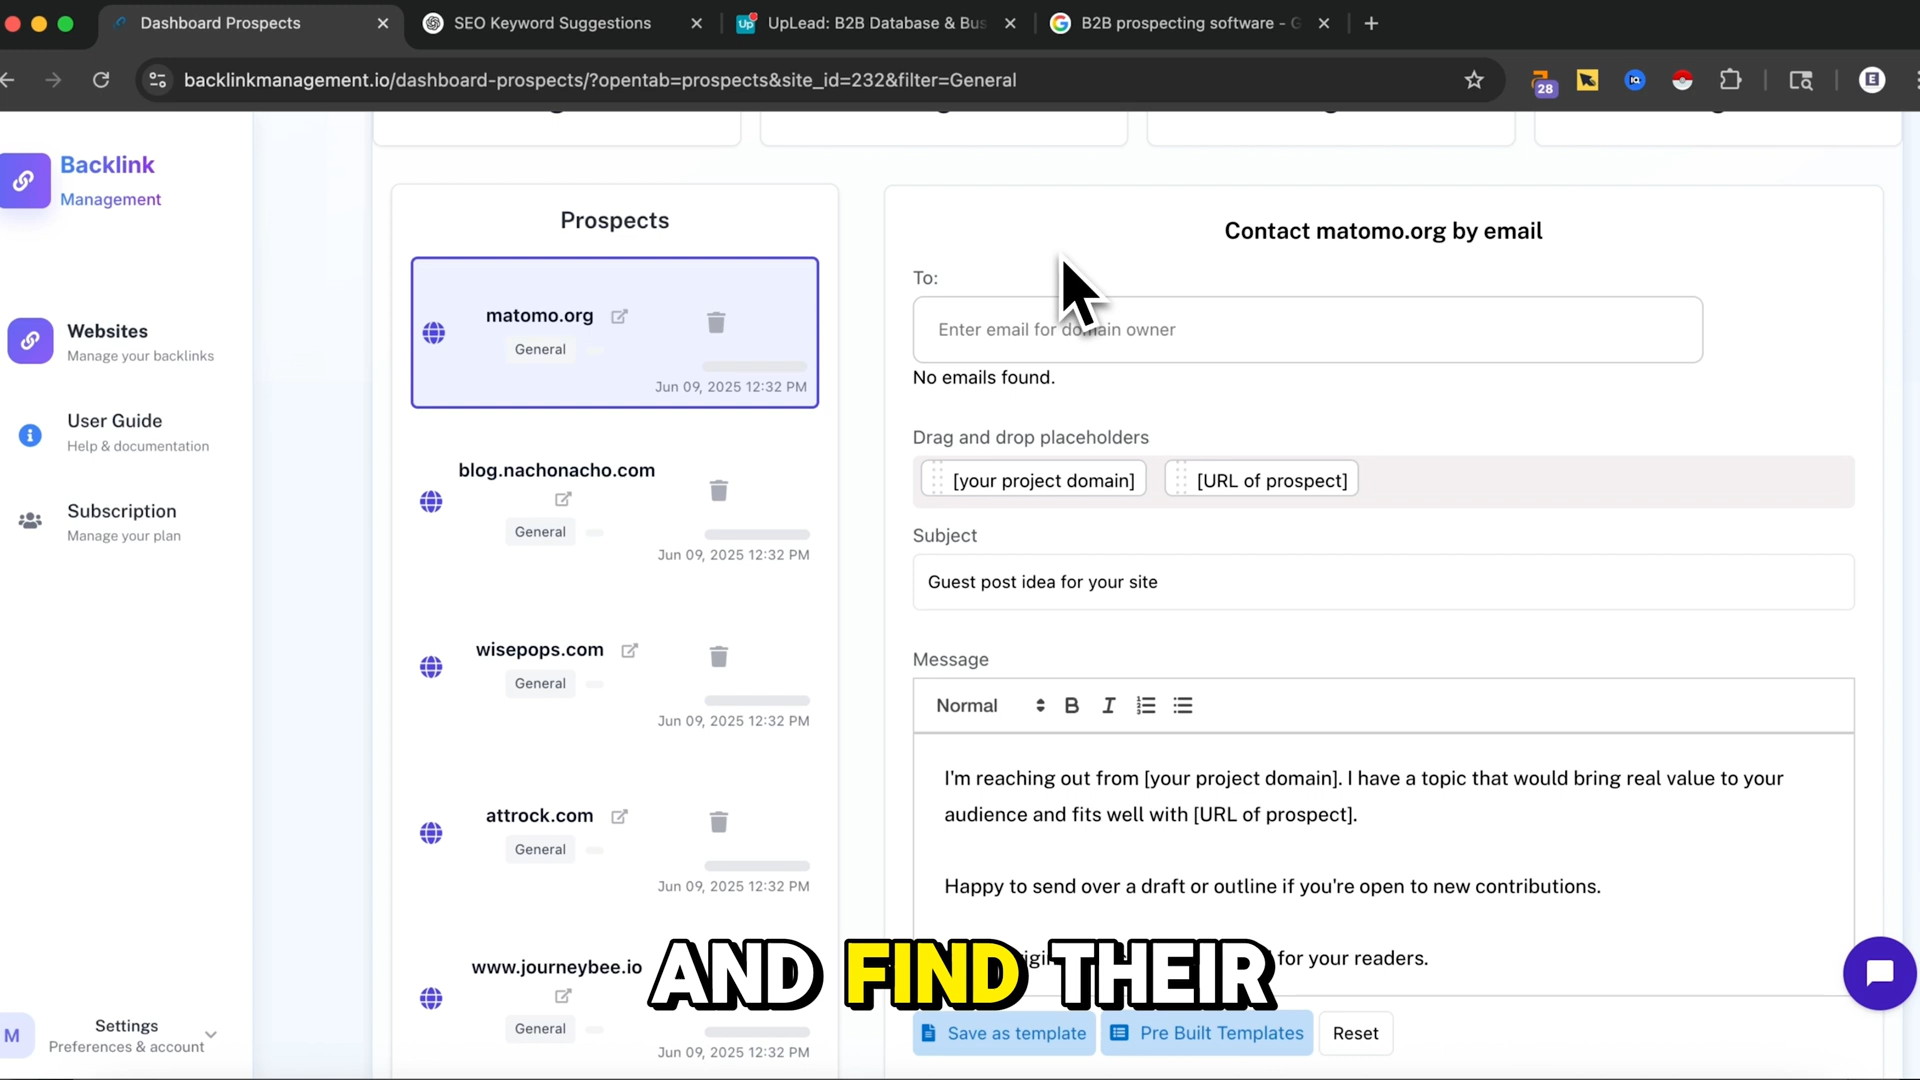 Dashboard Prospects
SEO Keyword Suggestions
UpLead: B2B Database & Bus
B2B prospecting software - G
backlinkmanagement.io/dashboard-prospects/?opentab=prospects&site_id=232&filter=General
28
E
Backlink
Management
Websites
Manage your backlinks
User Guide
Help & documentation
Subscription
Manage your plan
M
Settings
Preferences & account
Prospects
matomo.org
General
Jun 09, 2025 12:32 PM
blog.nachonacho.com
General
Jun 09, 2025 12:32 PM
wisepops.com
General
Jun 09, 2025 12:32 PM
attrock.com
General
Jun 09, 2025 12:32 PM
www.journeybee.io
General
Jun 09, 2025 12:32 PM
Contact matomo.org by email
To:
Enter email for domain owner
No emails found.
Drag and drop placeholders
[your project domain] [URL of prospect]
Subject
Guest post idea for your site
Message
Normal
I'm reaching out from [your project domain]. I have a topic that would bring real value to your
audience and fits well with [URL of prospect].
Happy to send over a draft or outline if you're open to new contributions.
for your readers.
AND FIND THEIR
Save as template Pre Built Templates Reset